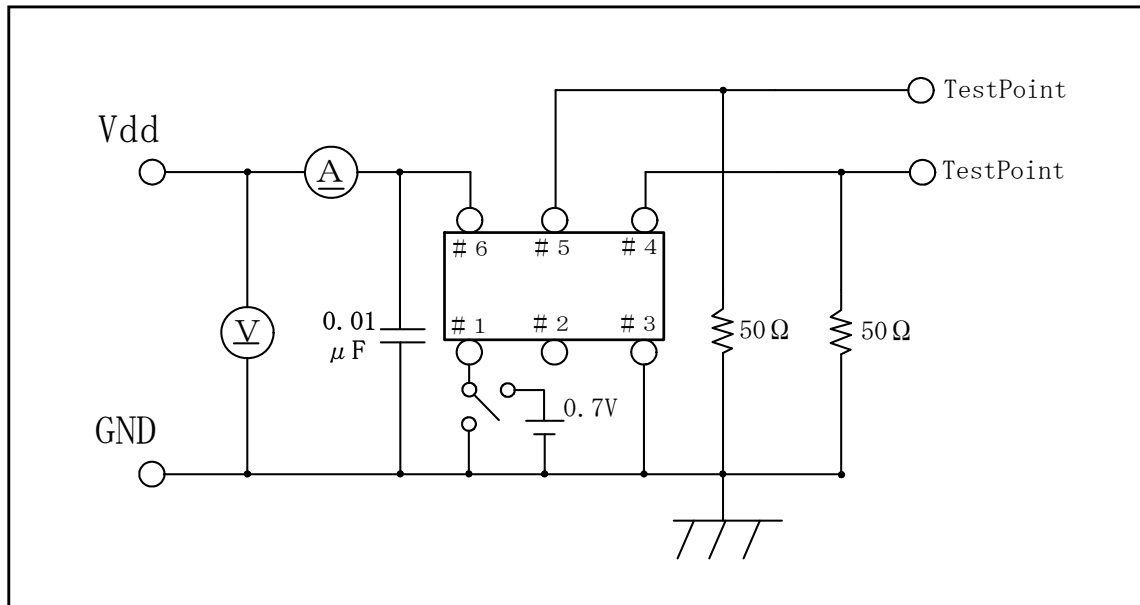 TestPoint
Vdd
TestPoint
A
#6 #5 #4
V
0.01
μF
#1 #2 #3
50Ω
50Ω
0.7V
GND